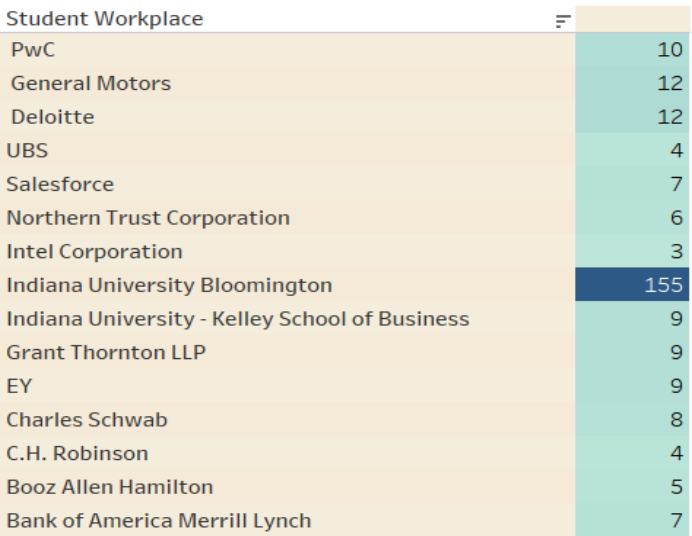 Student Workplace
PwC 10
General Motors 12
Deloitte 12
UBS 4
Salesforce 7
Northern Trust Corporation 6
Intel Corporation 3
Indiana University Bloomington 155
Indiana University - Kelley School of Business 9
Grant Thornton LLP 9
EY 9
Charles Schwab 8
C.H. Robinson 4
Booz Allen Hamilton 5
Bank of America Merrill Lynch 7